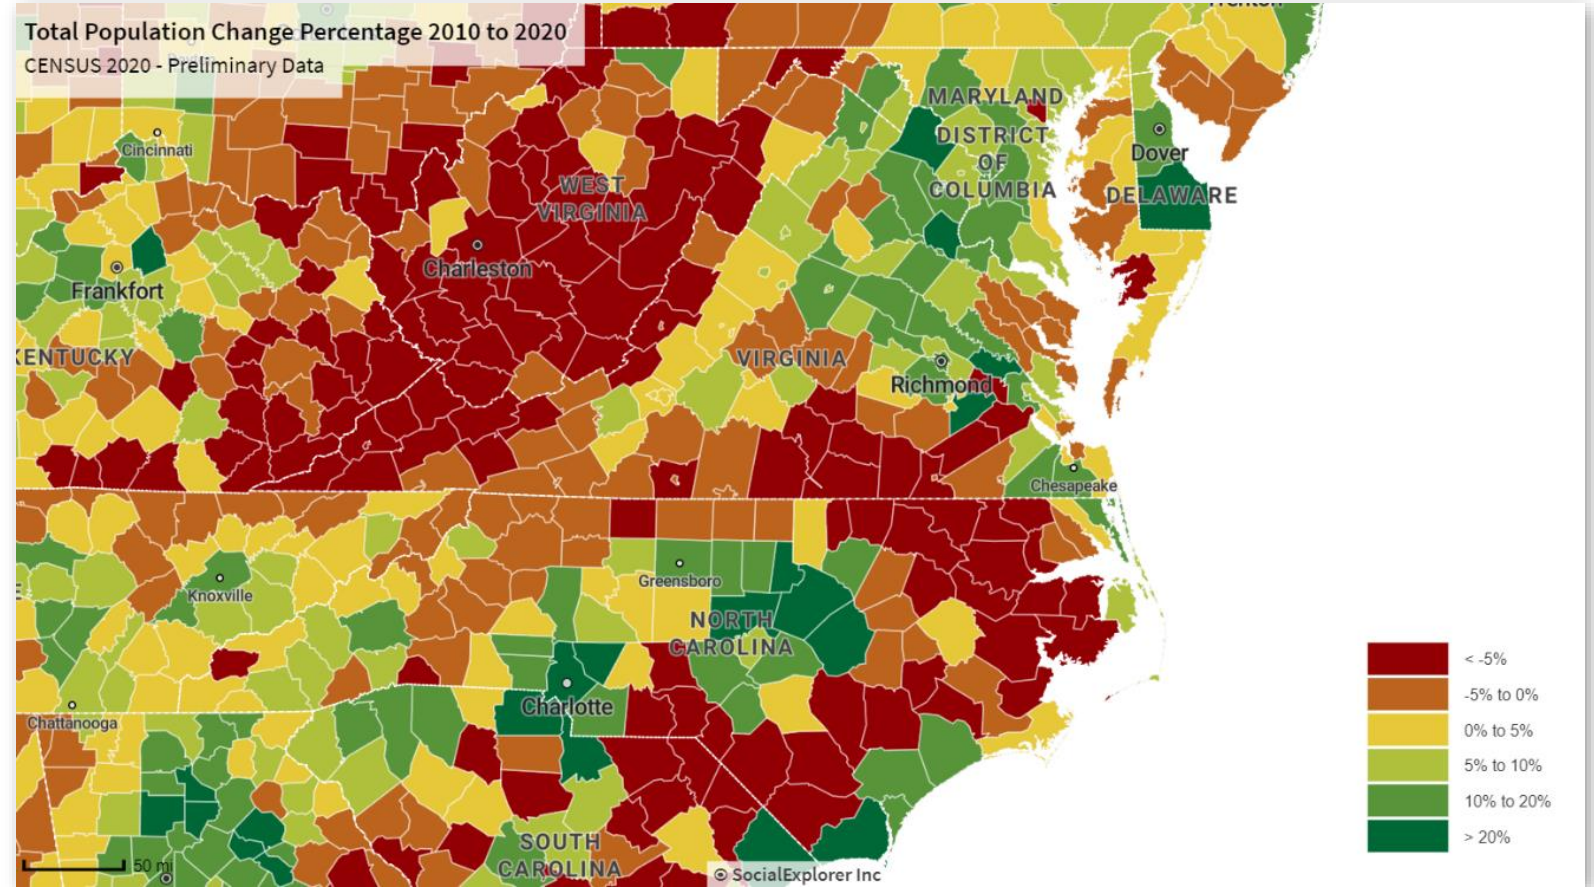 Total Population Change Percentage 2010 to 2020
CENSUS 2020 - Preliminary Data
MARYLAND
DISTRICT
OF
COLUMBIA
Cincinnati
Dover
DELAWARE
WEST
VIRGINIA
Charleston
Frankfort
KENTUCKY
VIRGINIA
Richmond
Chesapeake
Greensboro
Knoxville
NORTH
CAROLINA
Charlotte
Chattanooga
SOUTH
CAROLINA
< -5%
-5% to 0%
0% to 5%
5% to 10%
10% to 20%
> 20%
50 mi
© SocialExplorer Inc